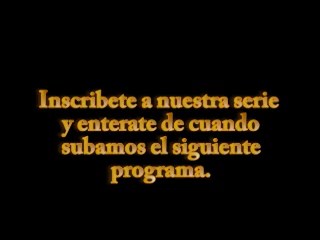 Inscribete a nuestra serie
y enterate de cuando
subamos el siguiente
programa.